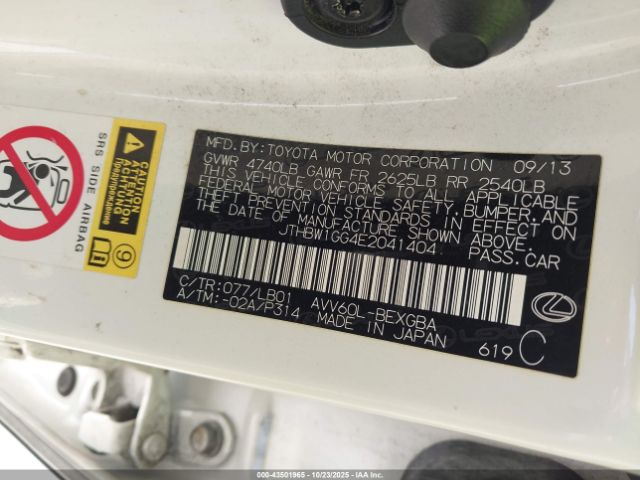 MFD. BY: TOYOTA MOTOR CORPORATION 09/13
GVWR 4740LB GAWR FR 2625LB RR 2540LB
THIS VEHICLE CONFORMS TO ALL APPLICABLE
FEDERAL MOTOR VEHICLE SAFETY, BUMPER, AND
THEFT PREVENTION STANDARDS IN EFFECT ON
THE DATE OF MANUFACTURE SHOWN ABOVE.
JTHBW1GG4E2041404 PASS.CAR
C/TR: 077/LB01 AVV60L-BEXGBA
A/TM: -02A/P314 MADE IN JAPAN
619 C
SRS SIDE AIRBAG
ATTENTION
ACHTUNG
9
000-43501965 10/23/2025 IAAI.COM